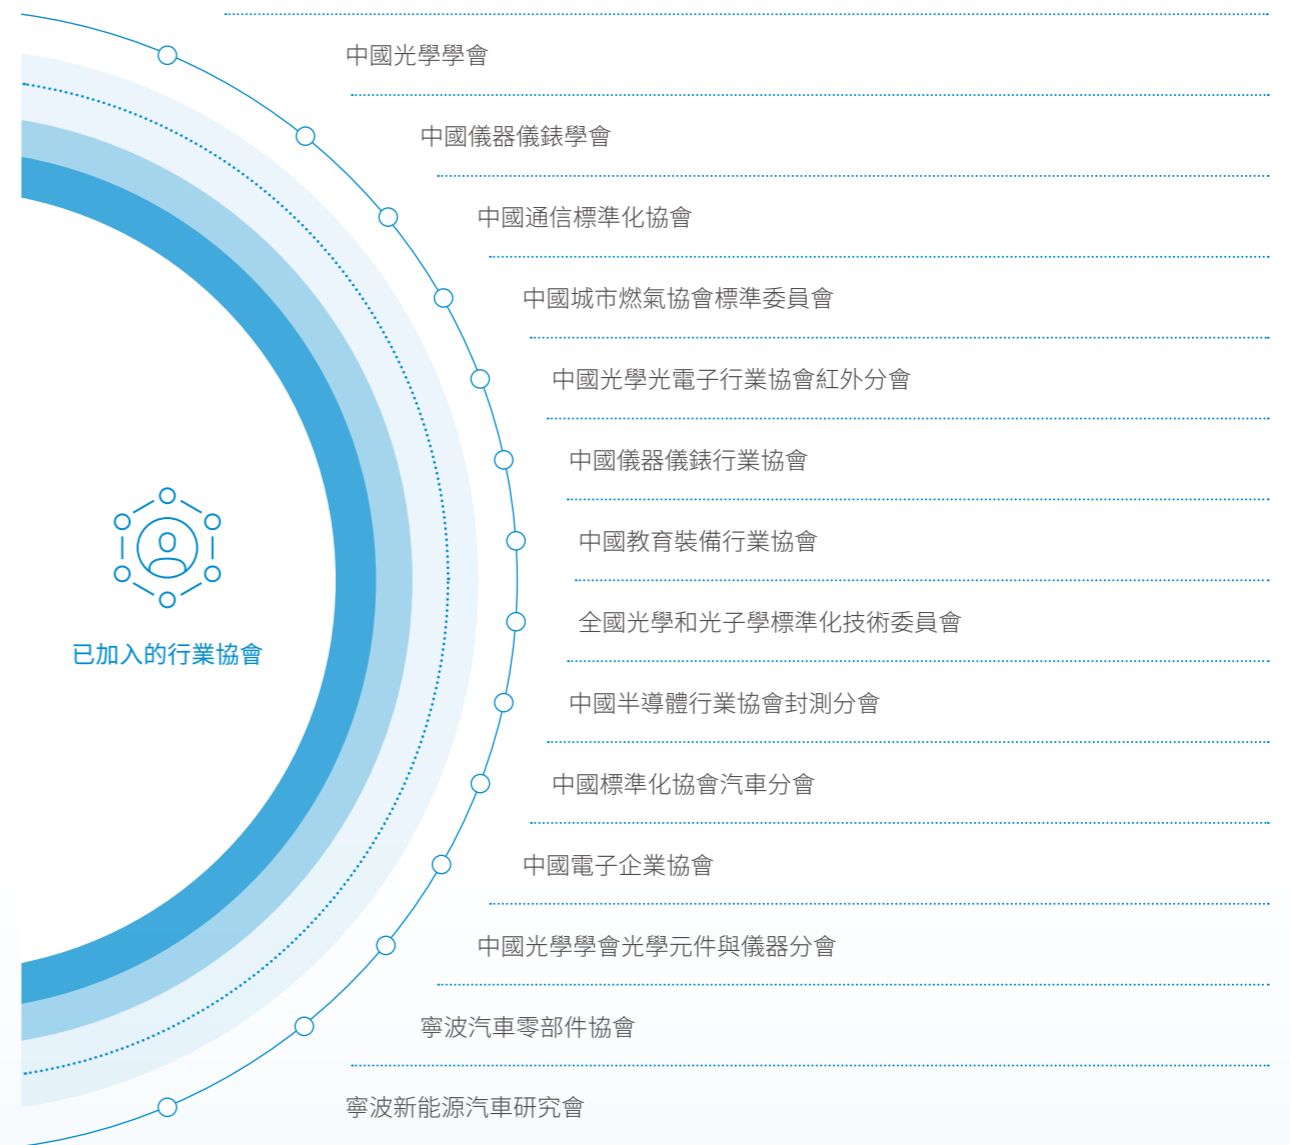 中國光學學會
中國儀器儀錶學會
中國通信標準化協會
中國城市燃氣協會標準委員會
中國光學光電子行業協會紅外分會
中國儀器儀錶行業協會
中國教育裝備行業協會
全國光學和光子學標準化技術委員會
已加入的行業協會
中國半導體行業協會封測分會
中國標準化協會汽車分會
中國電子企業協會
中國光學學會光學元件與儀器分會
寧波汽車零部件協會
寧波新能源汽車研究會